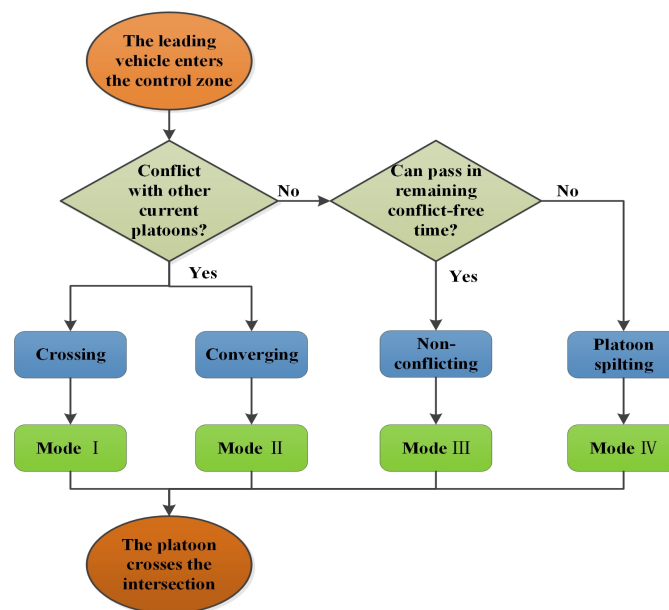 The leading
vehicle enters
the control zone
Conflict
with other
current
platoons?
No
Can pass in
remaining
conflict-free
time?
No
Yes
Yes
Crossing
Converging
Non-
conflicting
Platoon
spilting
Mode Ⅰ
Mode Ⅱ
Mode Ⅲ
Mode Ⅳ
The platoon
crosses the
intersection